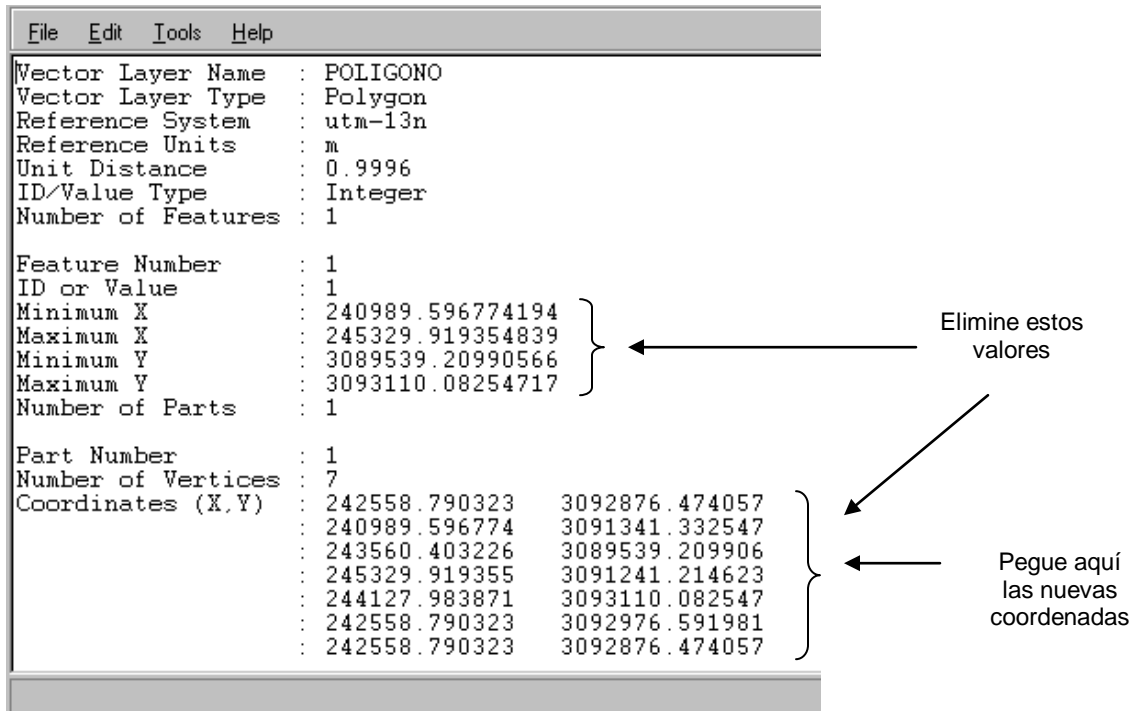 File Edit Tools Help
Vector Layer Name : POLIGONO
Vector Layer Type : Polygon
Reference System : utm-13n
Reference Units : m
Unit Distance : 0.9996
ID/Value Type : Integer
Number of Features : 1
Feature Number : 1
ID or Value : 1
Minimum X : 240989.596774194
Maximum X : 245329.919354839
Minimum Y : 3089539.20990566
Maximum Y : 3093110.08254717
Number of Parts : 1
Elimine estos
valores
Part Number : 1
Number of Vertices : 7
Coordinates (X,Y) : 242558.790323 3092876.474057
: 240989.596774 3091341.332547
: 243560.403226 3089539.209906
: 245329.919355 3091241.214623
: 244127.983871 3093110.082547
: 242558.790323 3092976.591981
: 242558.790323 3092876.474057
Pegue aquí
las nuevas
coordenadas